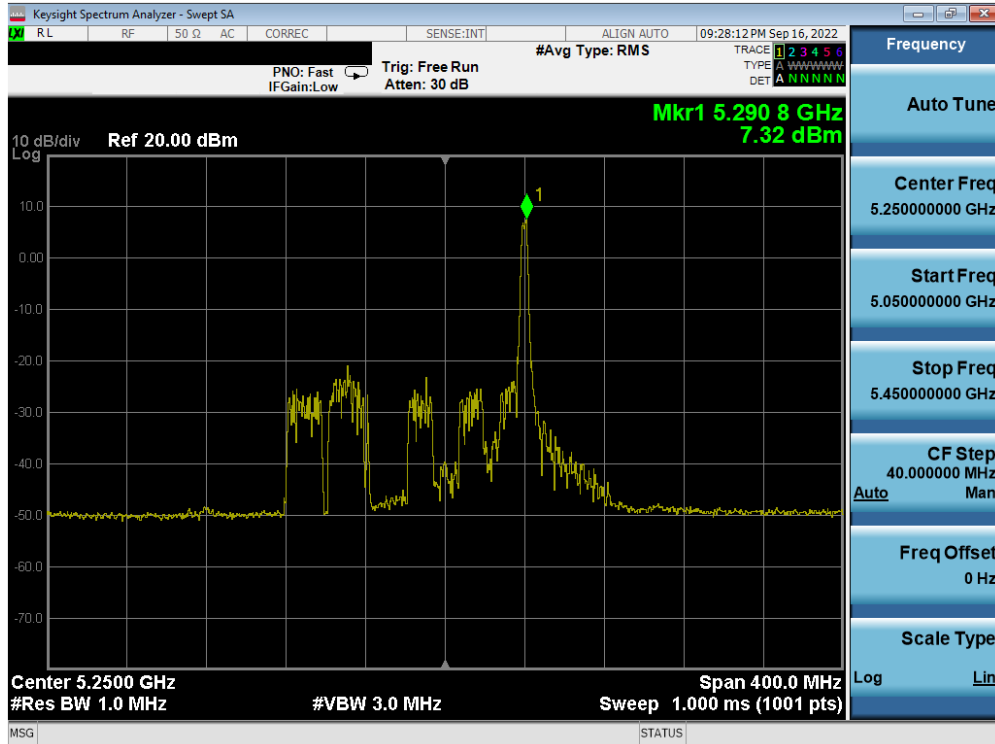 Keysight Spectrum Analyzer - Swept SA
LXI RL RF 50 Ω AC CORREC SENSE:INT ALIGN AUTO 09:28:12 PM Sep 16, 2022
PNO: Fast
IFGain:Low
Trig: Free Run
Atten: 30 dB
#Avg Type: RMS
TRACE 1 2 3 4 5 6
TYPE A WWWWW
DET A N N N N N
Mkr1 5.290 8 GHz
7.32 dBm
10 dB/div
Log
Ref 20.00 dBm
1
10.0
0.00
-10.0
-20.0
-30.0
-40.0
-50.0
-60.0
-70.0
Center 5.2500 GHz
#Res BW 1.0 MHz
#VBW 3.0 MHz
Span 400.0 MHz
Sweep 1.000 ms (1001 pts)
MSG
STATUS
Frequency
Auto Tune
Center Freq
5.250000000 GHz
Start Freq
5.050000000 GHz
Stop Freq
5.450000000 GHz
CF Step
40.000000 MHz
Auto Man
Freq Offset
0 Hz
Scale Type
Log Lin